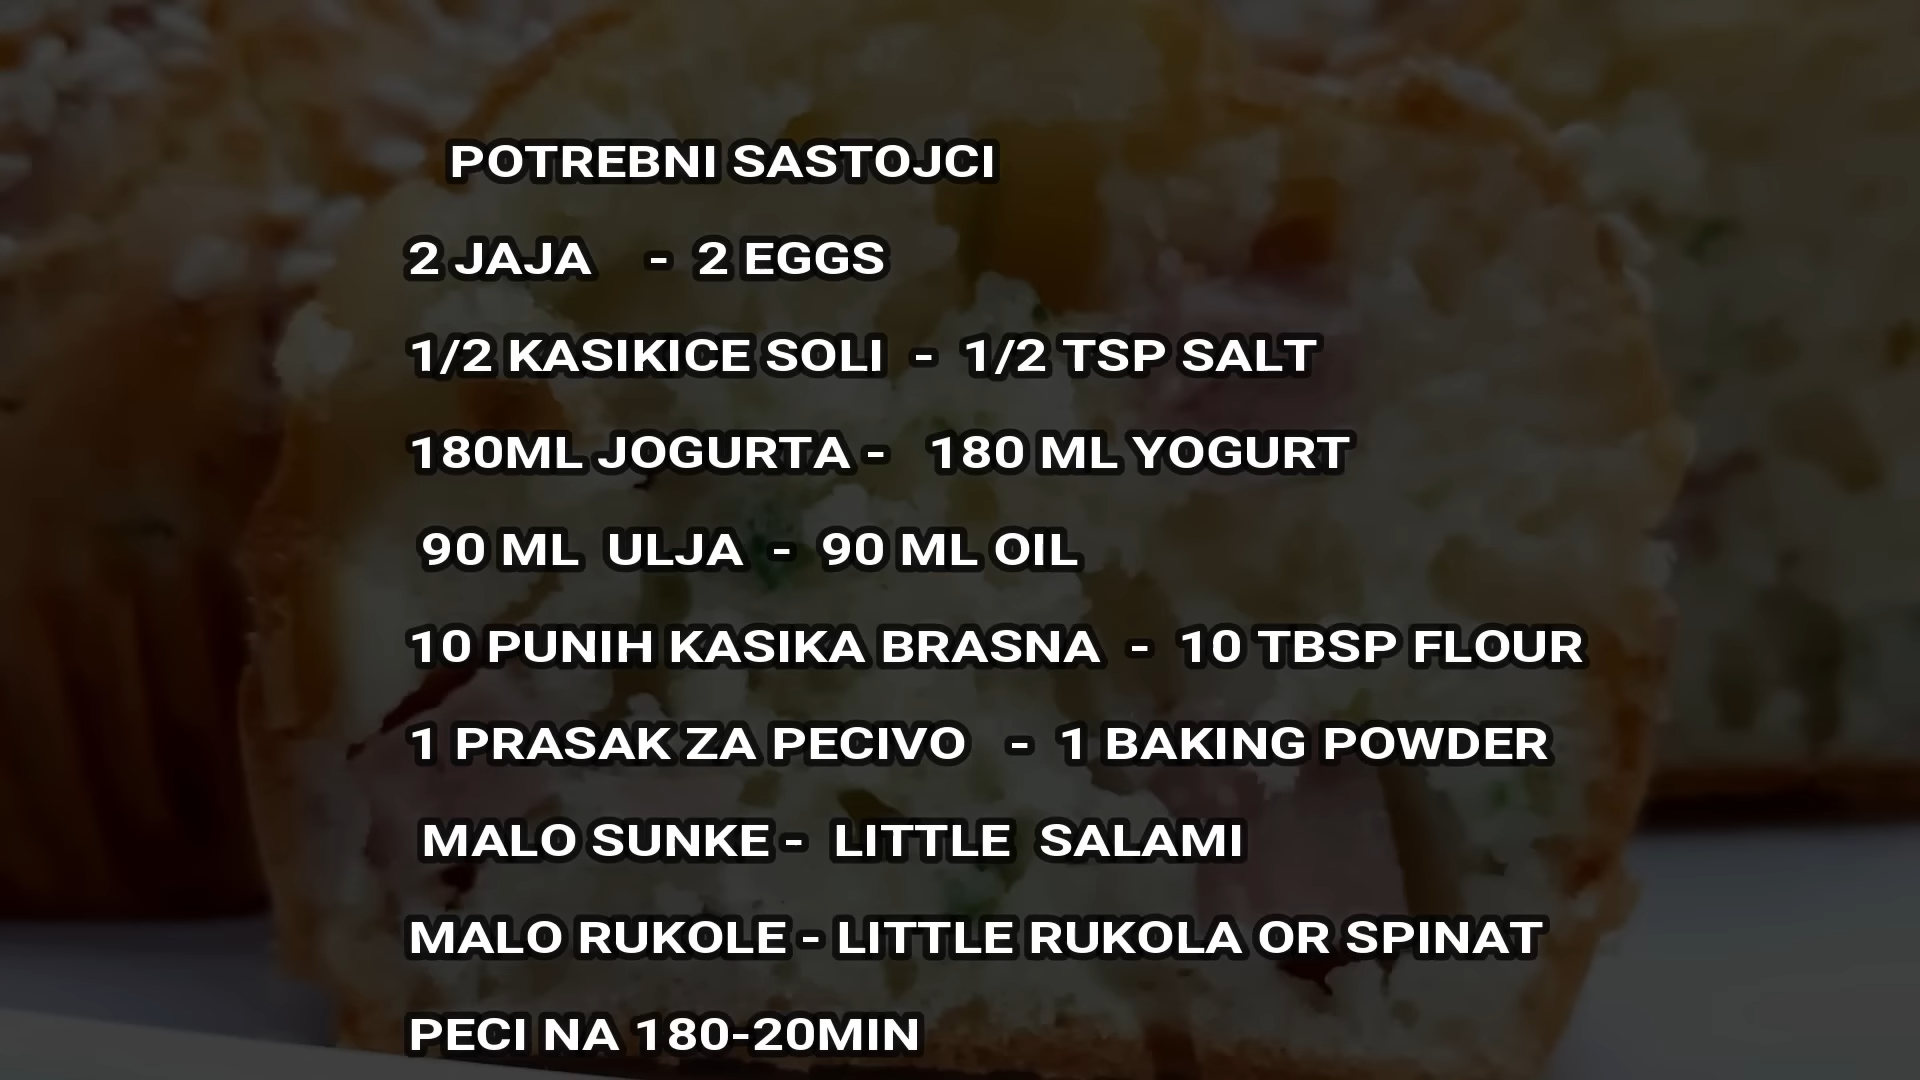 POTREBNI SASTOJCI
2 JAJA - 2 EGGS
1/2 KASIKICE SOLI - 1/2 TSP SALT
180ML JOGURTA - 180 ML YOGURT
90 ML ULJA - 90 ML OIL
10 PUNIH KASIKA BRASNA - 10 TBSP FLOUR
1 PRASAK ZA PECIVO - 1 BAKING POWDER
MALO SUNKE - LITTLE SALAMI
MALO RUKOLE - LITTLE RUKOLA OR SPINAT
PECI NA 180-20MIN